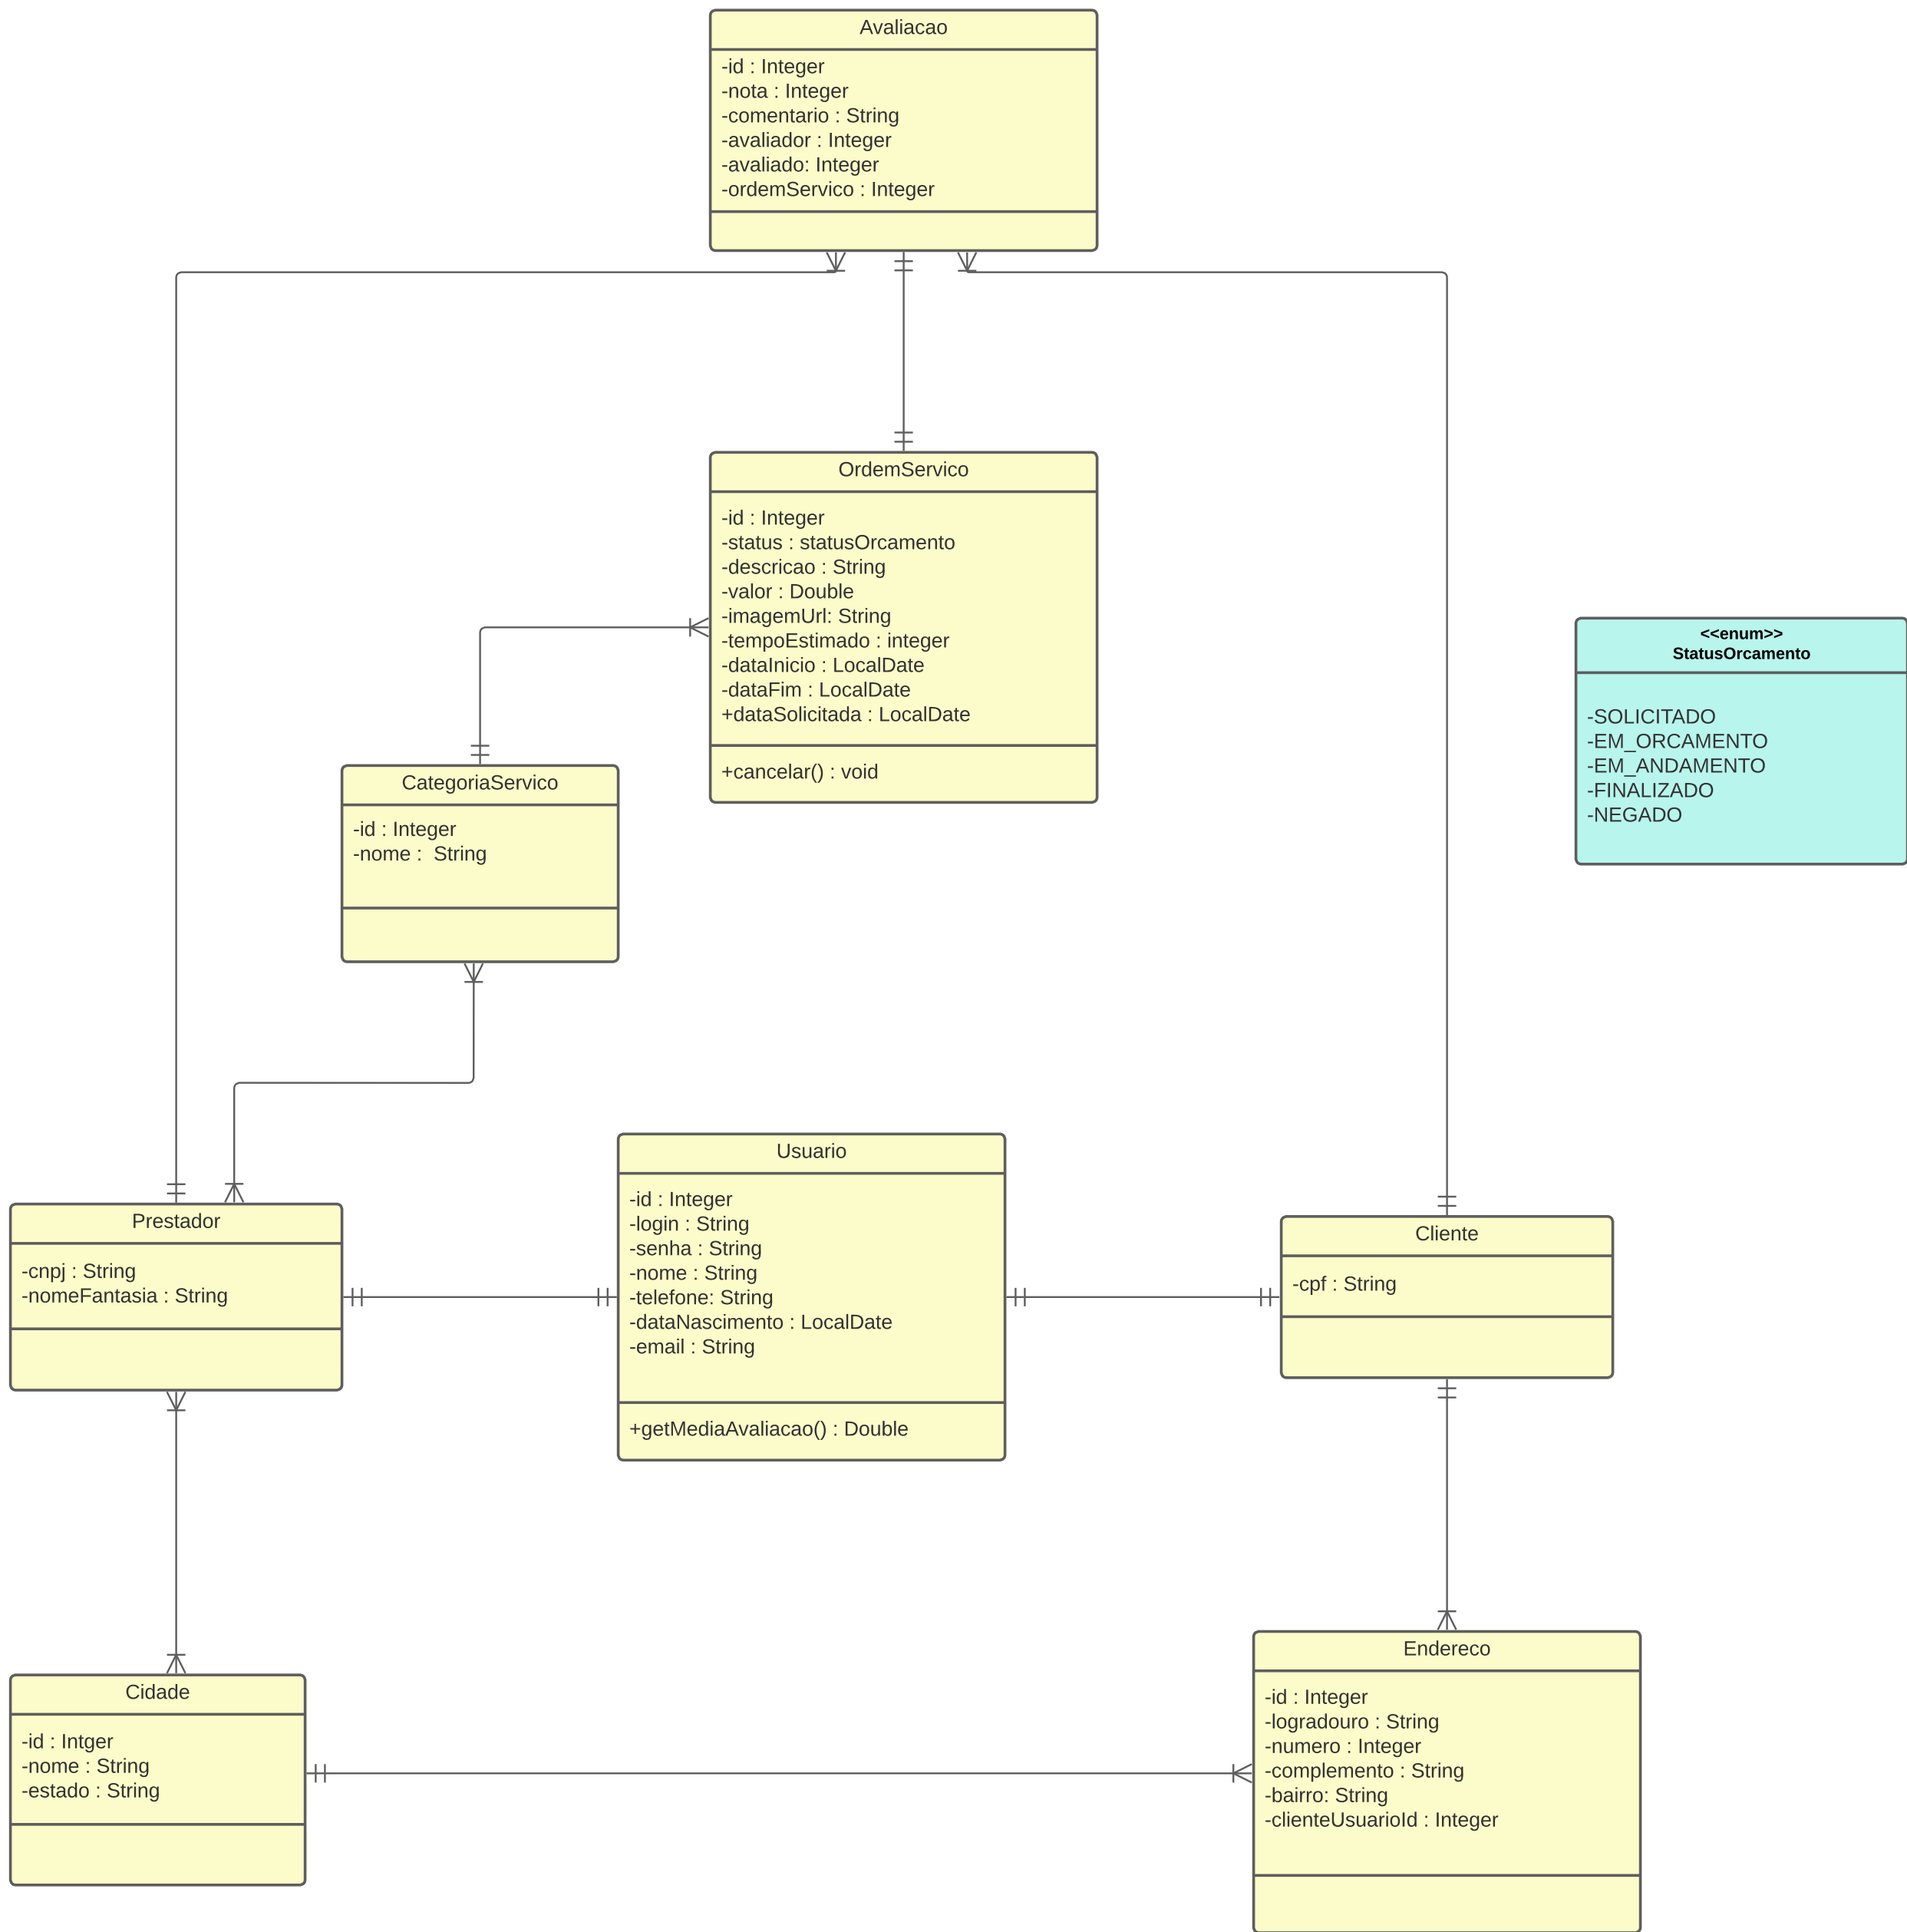 Avaliacao
-id : Integer
-nota : Integer
-comentario : String
-avaliador : Integer
-avaliado: Integer
-ordemServico : Integer
OrdemServico
-id : Integer
-status : statusOrcamento
-descricao : String
-valor : Double
-imagemUrl: String
-tempoEstimado : integer
-dataInicio : LocalDate
-dataFim : LocalDate
+dataSolicitada : LocalDate
+cancelar() : void
<<enum>>
StatusOrcamento
-SOLICITADO
-EM_ORCAMENTO
-EM_ANDAMENTO
-FINALIZADO
-NEGADO
CategoriaServico
-id : Integer
-nome :  String
Usuario
-id : Integer
-login : String
-senha : String
-nome : String
-telefone: String
-dataNascimento : LocalDate
-email : String
+getMediaAvaliacao() : Double
Prestador
-cnpj : String
-nomeFantasia : String
Cliente
-cpf : String
Cidade
-id : Intger
-nome : String
-estado : String
Endereco
-id : Integer
-logradouro : String
-numero : Integer
-complemento : String
-bairro: String
-clienteUsuarioId : Integer